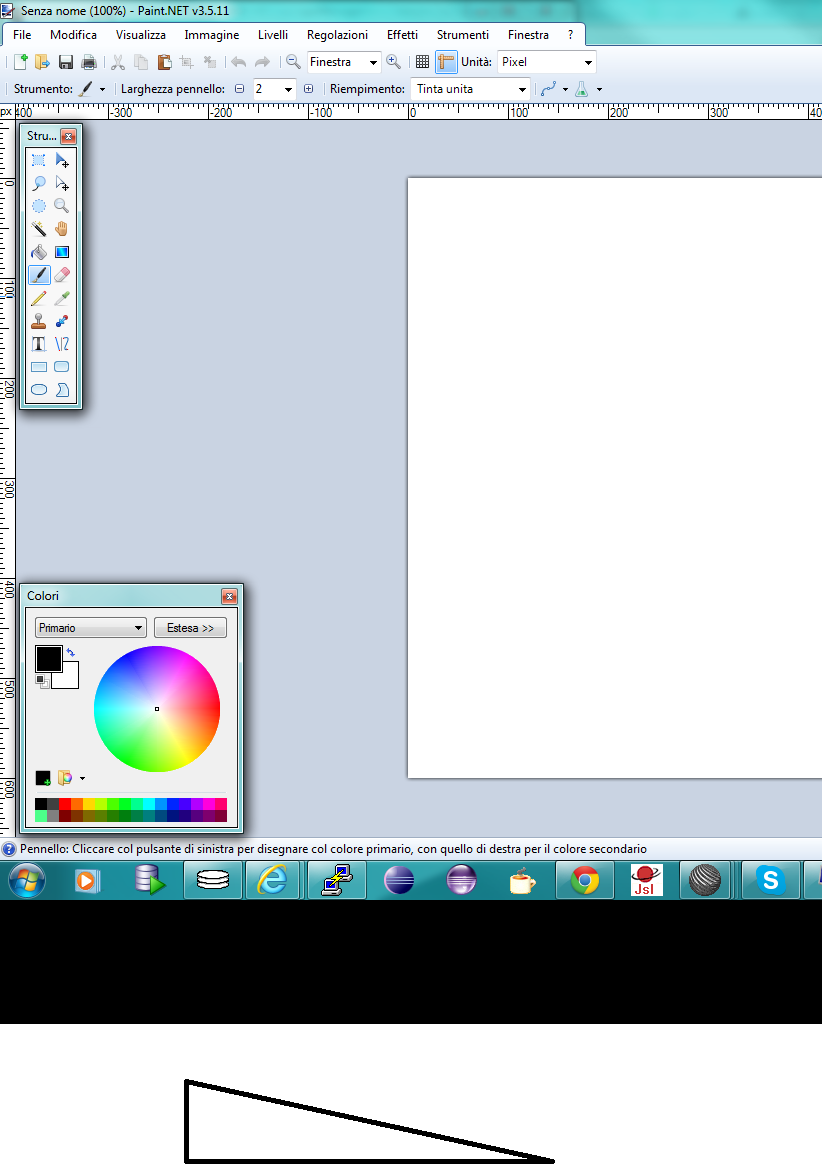 Senza nome (100%) - Paint.NET v3.5.11
File Modifica Visualizza Immagine Livelli Regolazioni Effetti Strumenti Finestra ?
Finestra Unità: Pixel
Strumento: Larghezza pennello: 2 Riempimento: Tinta unita
px 400 -300 -200 -100 0 100 200 300 40
Stru...
0
100
200
300
400
500
600
Colori
Primario Estesa >>
Pennello: Cliccare col pulsante di sinistra per disegnare col colore primario, con quello di destra per il colore secondario
JsI
S